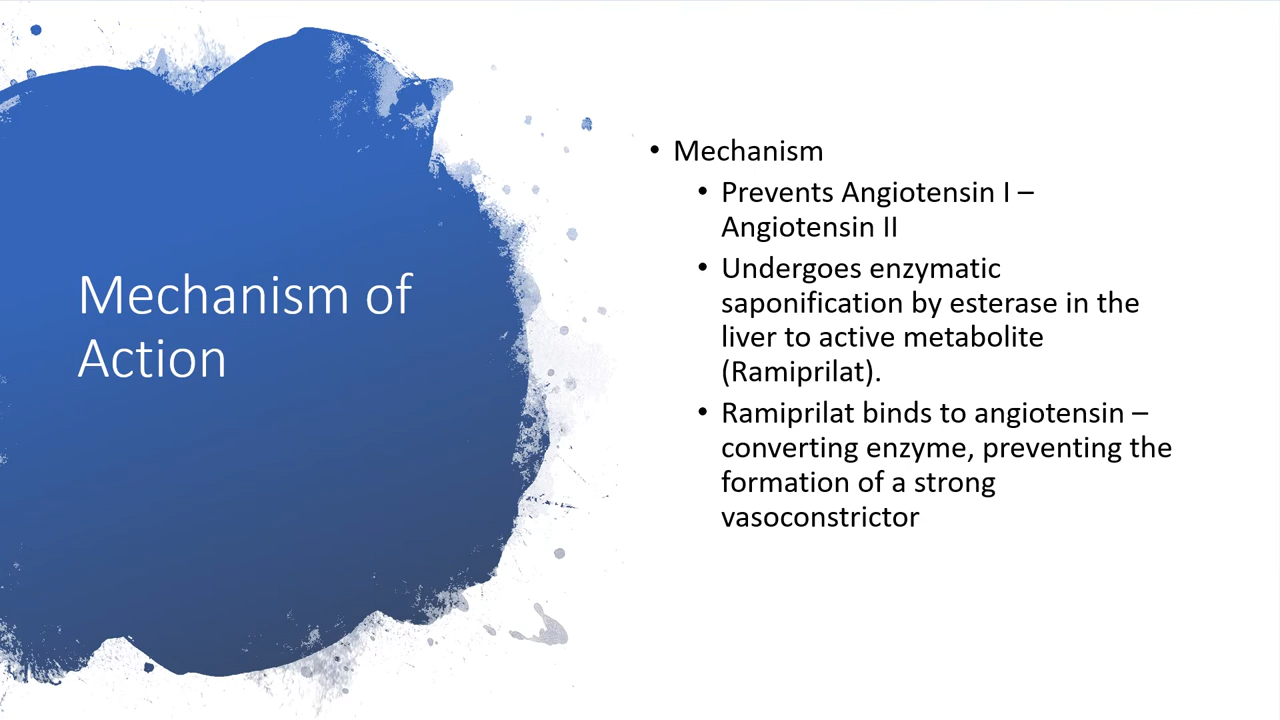 Mechanism of
Action
• Mechanism
• Prevents Angiotensin I –
Angiotensin II
• Undergoes enzymatic
saponification by esterase in the
liver to active metabolite
(Ramiprilat).
• Ramiprilat binds to angiotensin –
converting enzyme, preventing the
formation of a strong
vasoconstrictor